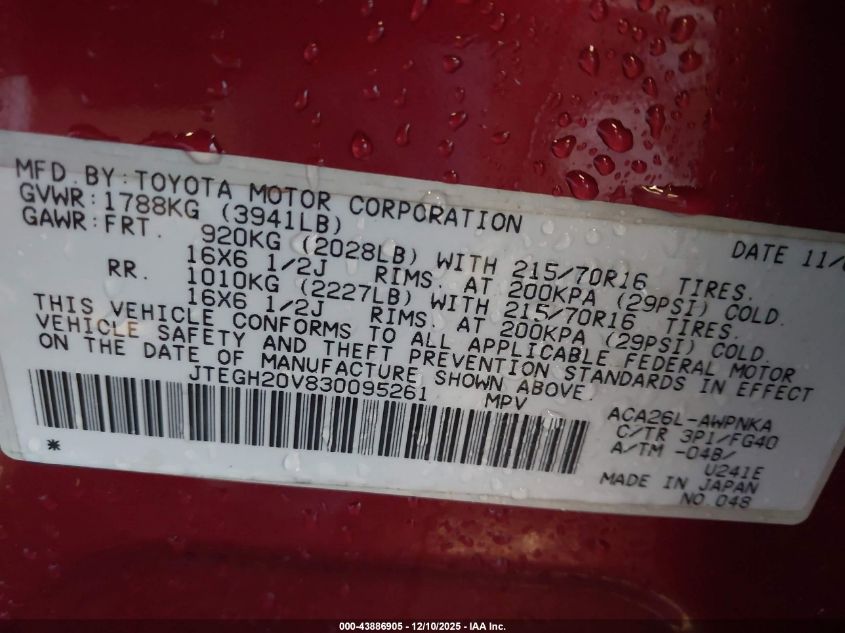 MFD. BY: TOYOTA MOTOR CORPORATION DATE 11/
GVWR: 1788KG (3941LB)
GAWR: FRT. 920KG (2028LB) WITH 215/70R16 TIRES.
16X6 1/2J RIMS. AT 200KPA (29PSI) COLD.
RR. 1010KG (2227LB) WITH 215/70R16 TIRES.
16X6 1/2J RIMS. AT 200KPA (29PSI) COLD.
THIS VEHICLE CONFORMS TO ALL APPLICABLE FEDERAL MOTOR
VEHICLE SAFETY AND THEFT PREVENTION STANDARDS IN EFFECT
ON THE DATE OF MANUFACTURE SHOWN ABOVE.
JTEGH20V830095261 MPV
ACA26L-AWPNKA
C/TR 3P1/FG40
A/TM -04B/
U241E
MADE IN JAPAN
NO.048
*
000-43886905 - 12/10/2025 - IAA Inc.